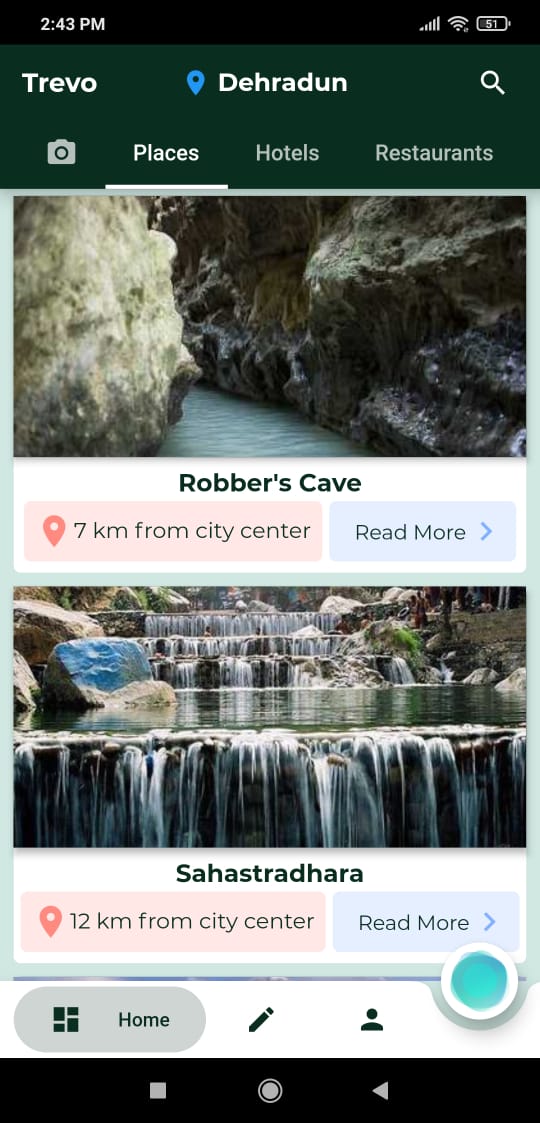 2:43 PM
51
Trevo
Dehradun
Places
Hotels
Restaurants
Robber's Cave
7 km from city center
Read More
Sahastradhara
12 km from city center
Read More
Home